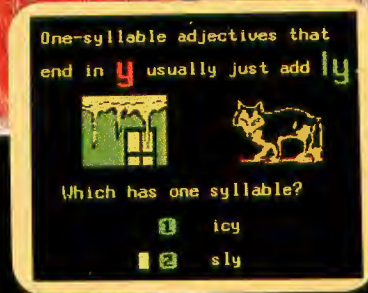 One-syllable adjectives that
end in y usually just add ly.
Which has one syllable?
1 icy
2 sly